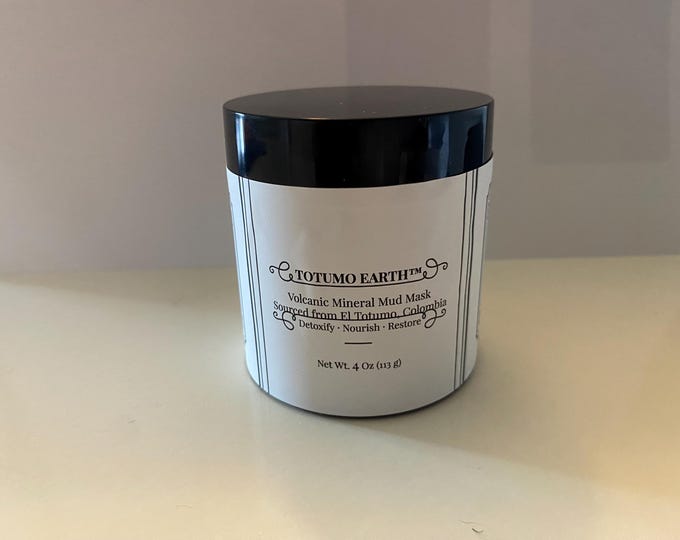 TOTUMO EARTH™
Volcanic Mineral Mud Mask
Sourced from El Totumo, Colombia
Detoxify · Nourish · Restore
Net Wt. 4 Oz (113 g)